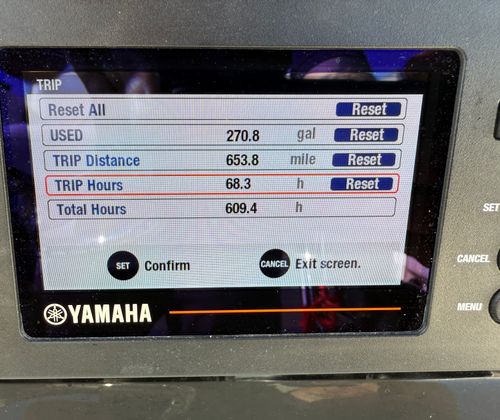 TRIP
Reset All Reset
USED 270.8 gal Reset
TRIP Distance 653.8 mile Reset
TRIP Hours 68.3 h Reset
Total Hours 609.4 h
SET Confirm CANCEL Exit screen.
YAMAHA
SET
CANCEL
MENU